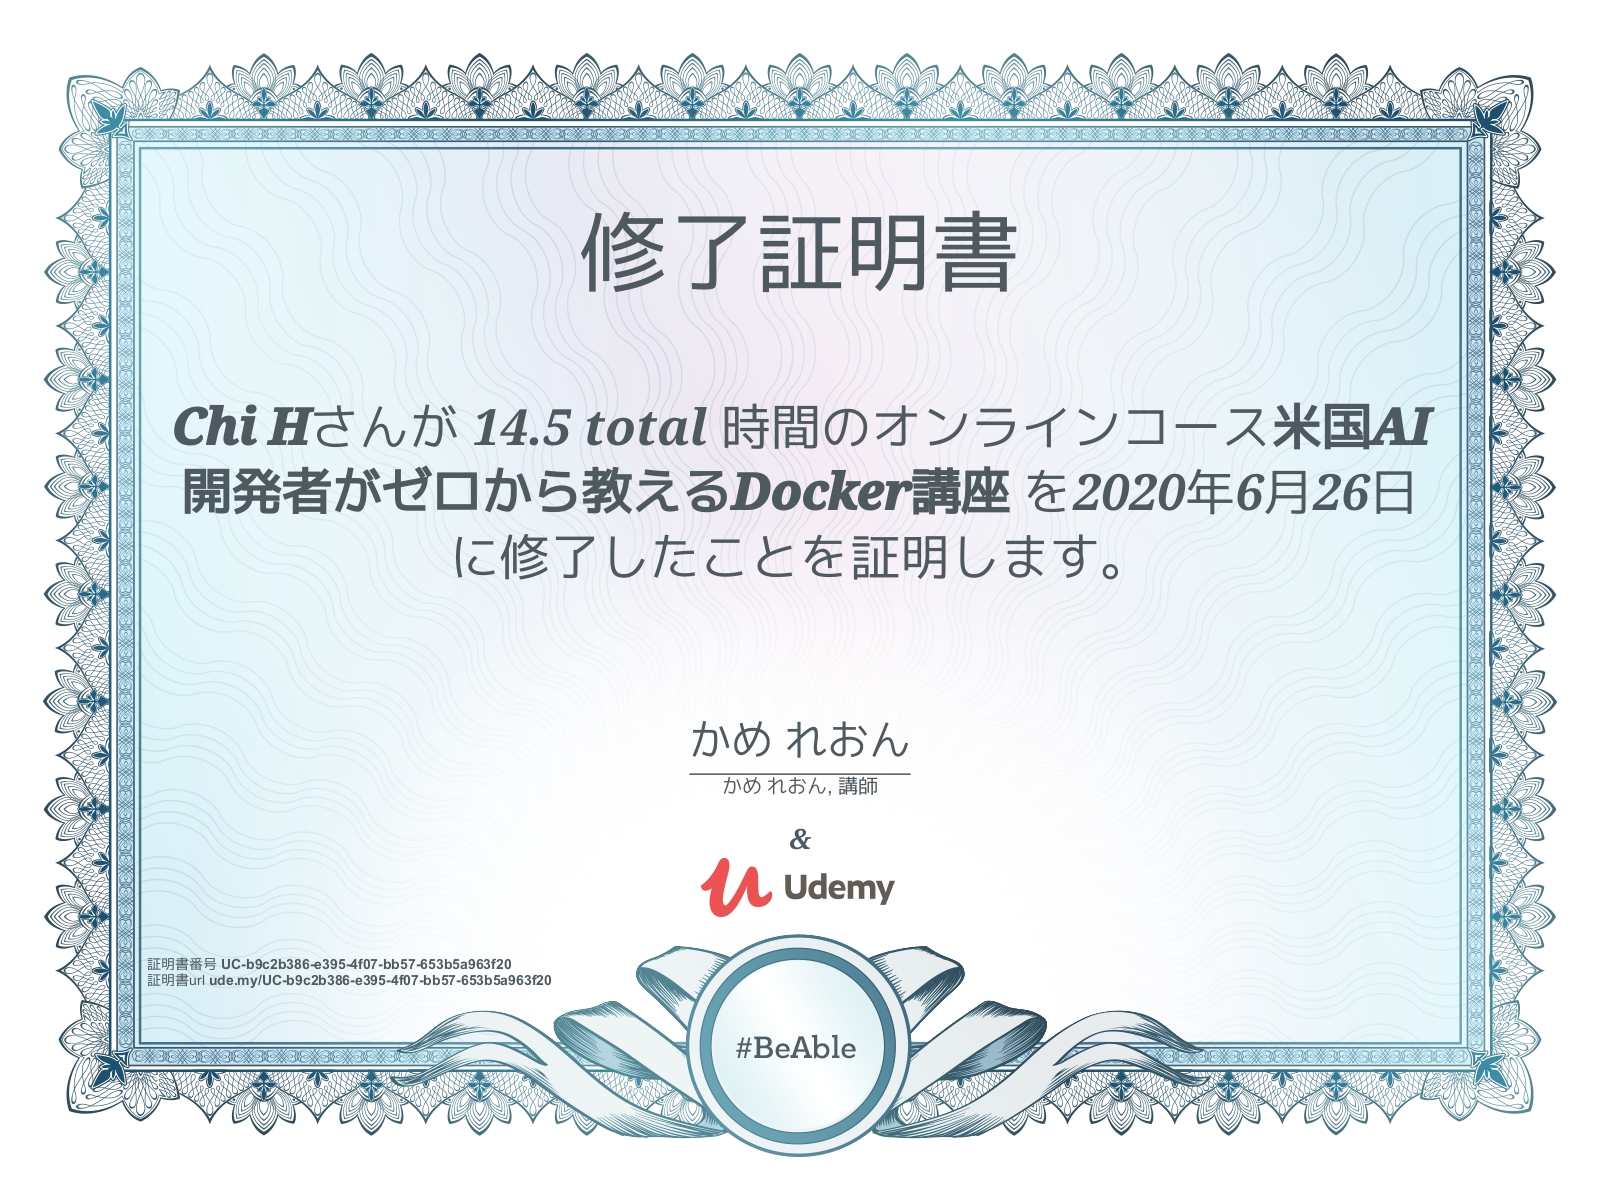 修了証明書
Chi Hさんが 14.5 total 時間のオンラインコース米国AI
開発者がゼロから教えるDocker講座 を2020年6月26日
に修了したことを証明します。
かめ れおん
かめ れおん, 講師
&
Udemy
証明書番号 UC-b9c2b386-e395-4f07-bb57-653b5a963f20
証明書url ude.my/UC-b9c2b386-e395-4f07-bb57-653b5a963f20
#BeAble